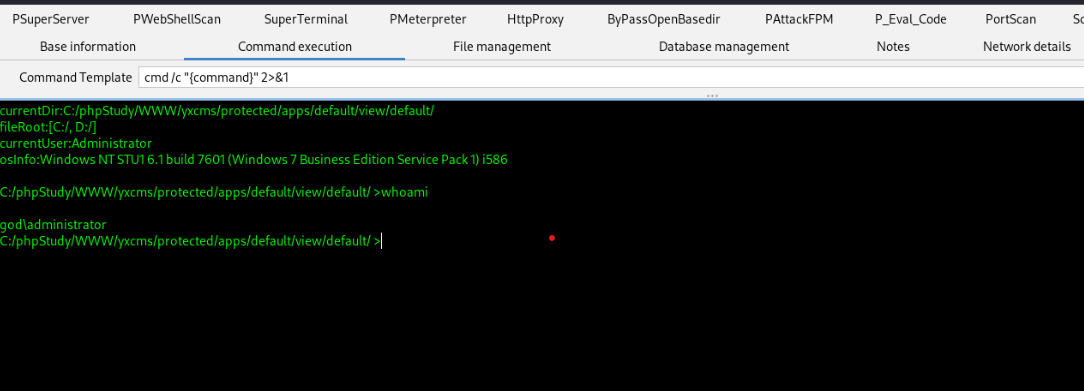 PSuperServer PWebShellScan SuperTerminal PMeterpreter HttpProxy ByPassOpenBasedir PAttackFPM P_Eval_Code PortScan
Base information Command execution File management Database management Notes Network details
Command Template cmd /c "{command}" 2>&1
currentDir:C:/phpStudy/WWW/yxcms/protected/apps/default/view/default/
fileRoot:[C:/, D:/]
currentUser:Administrator
osInfo:Windows NT STU1 6.1 build 7601 (Windows 7 Business Edition Service Pack 1) i586
C:/phpStudy/WWW/yxcms/protected/apps/default/view/default/ >whoami
god\administrator
C:/phpStudy/WWW/yxcms/protected/apps/default/view/default/ >